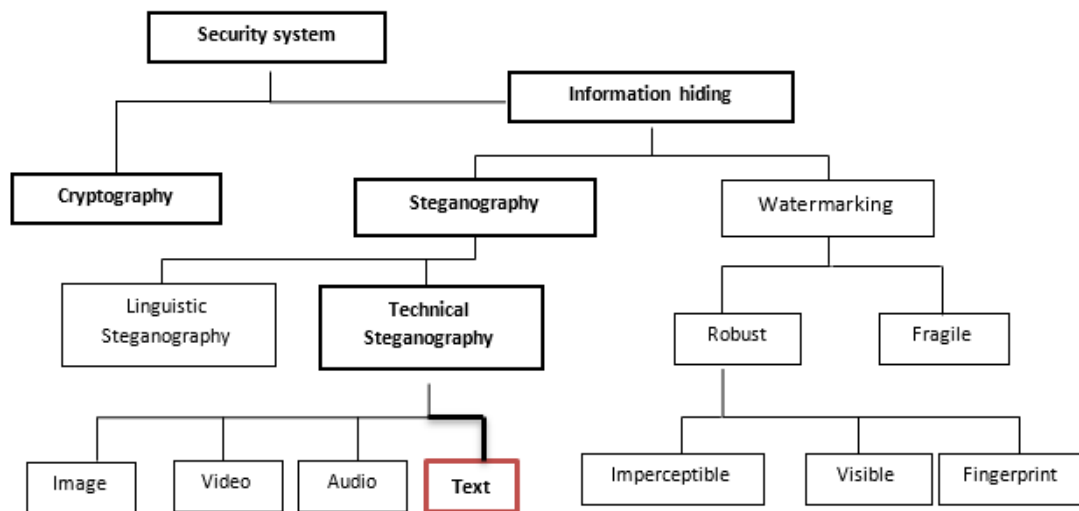 Security system
Information hiding
Cryptography
Steganography
Watermarking
Linguistic
Steganography
Technical
Steganography
Robust
Fragile
Image
Video
Audio
Text
Imperceptible
Visible
Fingerprint